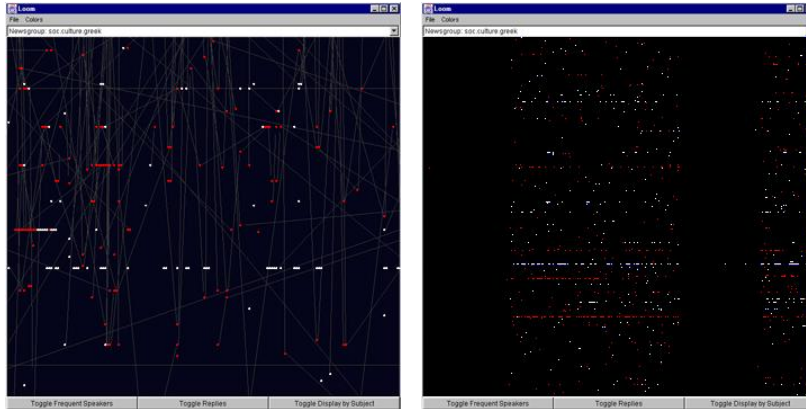 Loom
File Colors
Newsgroup: soc.culture.greek
Toggle Frequent Speakers Toggle Replies Toggle Display by Subject
Loom
File Colors
Newsgroup: soc.culture.greek
Toggle Frequent Speakers Toggle Replies Toggle Display by Subject